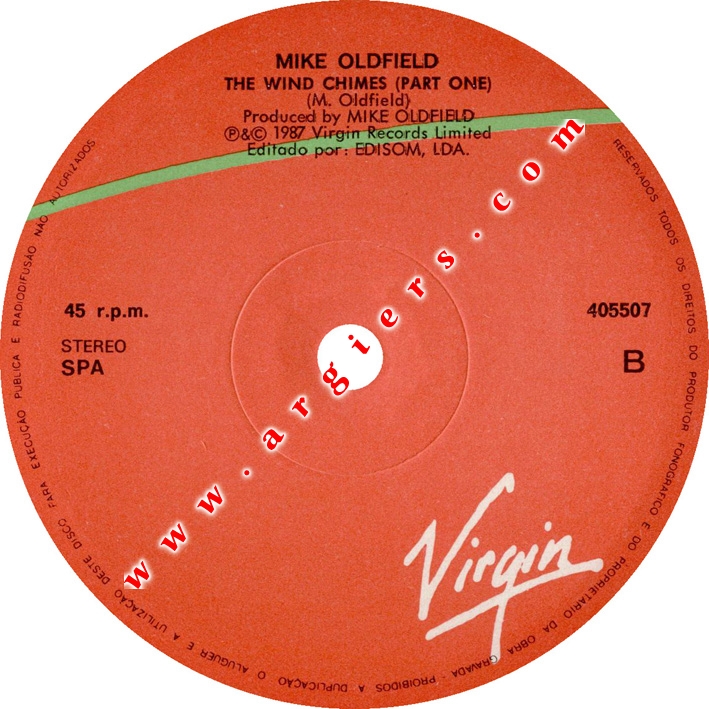 MIKE OLDFIELD
THE WIND CHIMES (PART ONE)
(M. Oldfield)
Produced by MIKE OLDFIELD
℗&© 1987 Virgin Records Limited
Editado por: EDISOM, LDA.
45 r.p.m.
STEREO
SPA
405507
B
Virgin
RESERVADOS TODOS OS DIREITOS DO PRODUTOR FONOGRAFICO E DO PROPRIETARIO DA OBRA GRAVADA - PROIBIDOS A DUPLICAÇÃO O ALUGUER E A UTILIZAÇÃO DESTE DISCO PARA EXECUÇÃO PUBLICA E RADIODIFUSÃO NÃO AUTORIZADOS
www.argiers.com